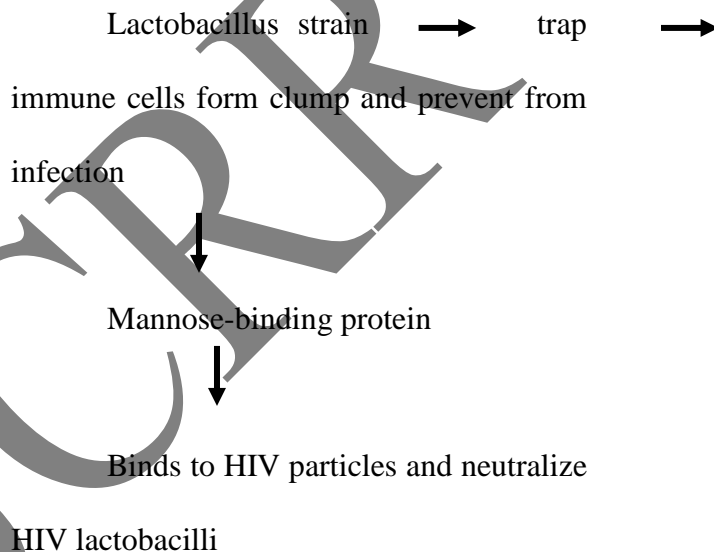 Lactobacillus strain → trap →
immune cells form clump and prevent from
infection
Mannose-binding protein
Binds to HIV particles and neutralize
HIV lactobacilli